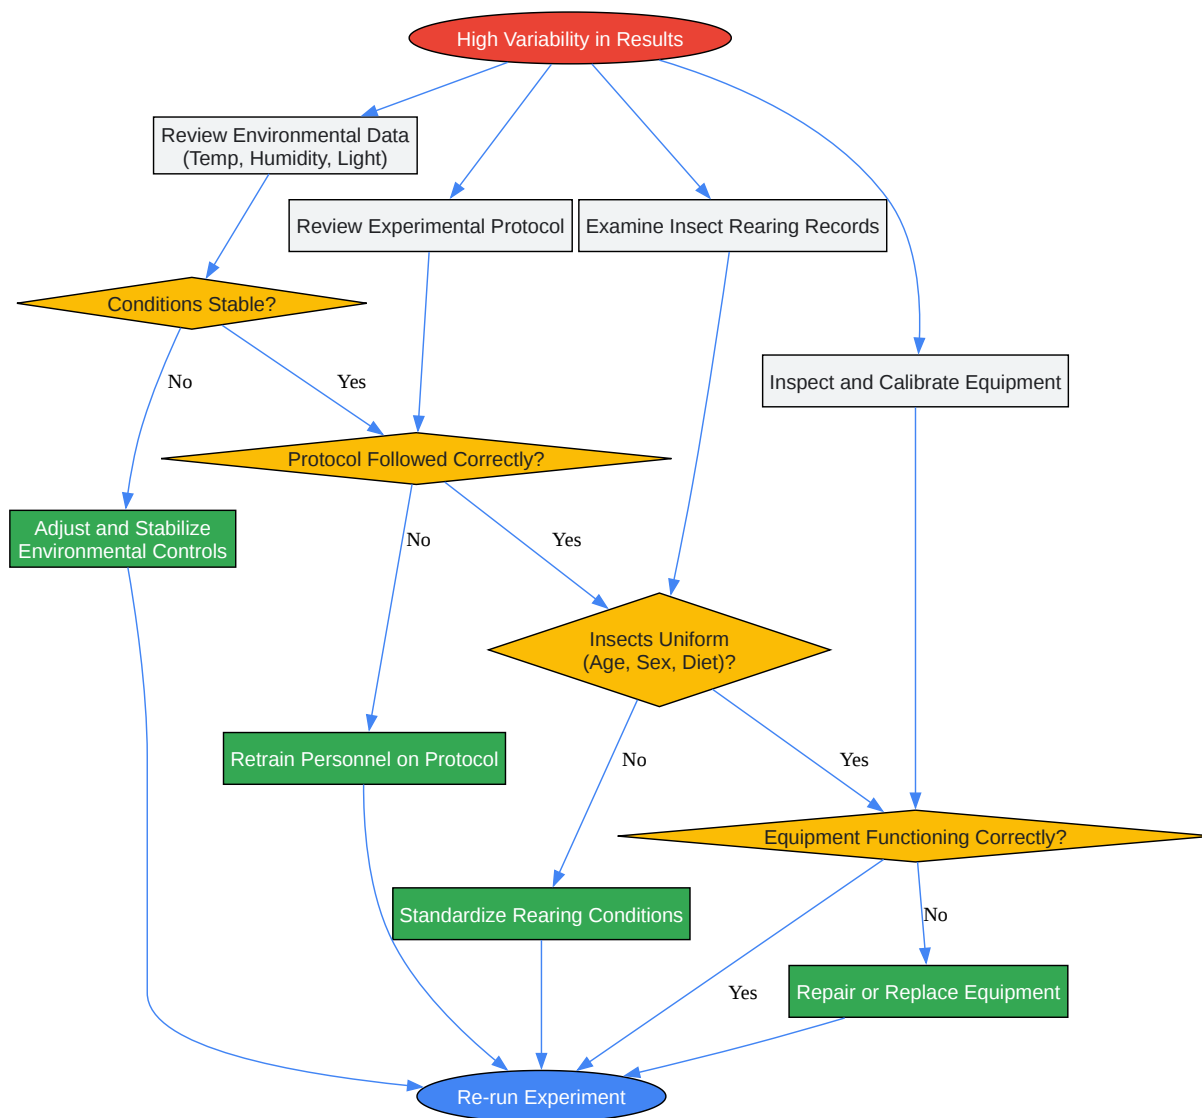 High Variability in Results
Review Environmental Data
(Temp, Humidity, Light)
Review Experimental Protocol
Examine Insect Rearing Records
Conditions Stable?
Inspect and Calibrate Equipment
No
Yes
Protocol Followed Correctly?
Adjust and Stabilize
Environmental Controls
No
Yes
Insects Uniform
(Age, Sex, Diet)?
Retrain Personnel on Protocol
No
Yes
Equipment Functioning Correctly?
Standardize Rearing Conditions
No
Yes
Repair or Replace Equipment
Re-run Experiment